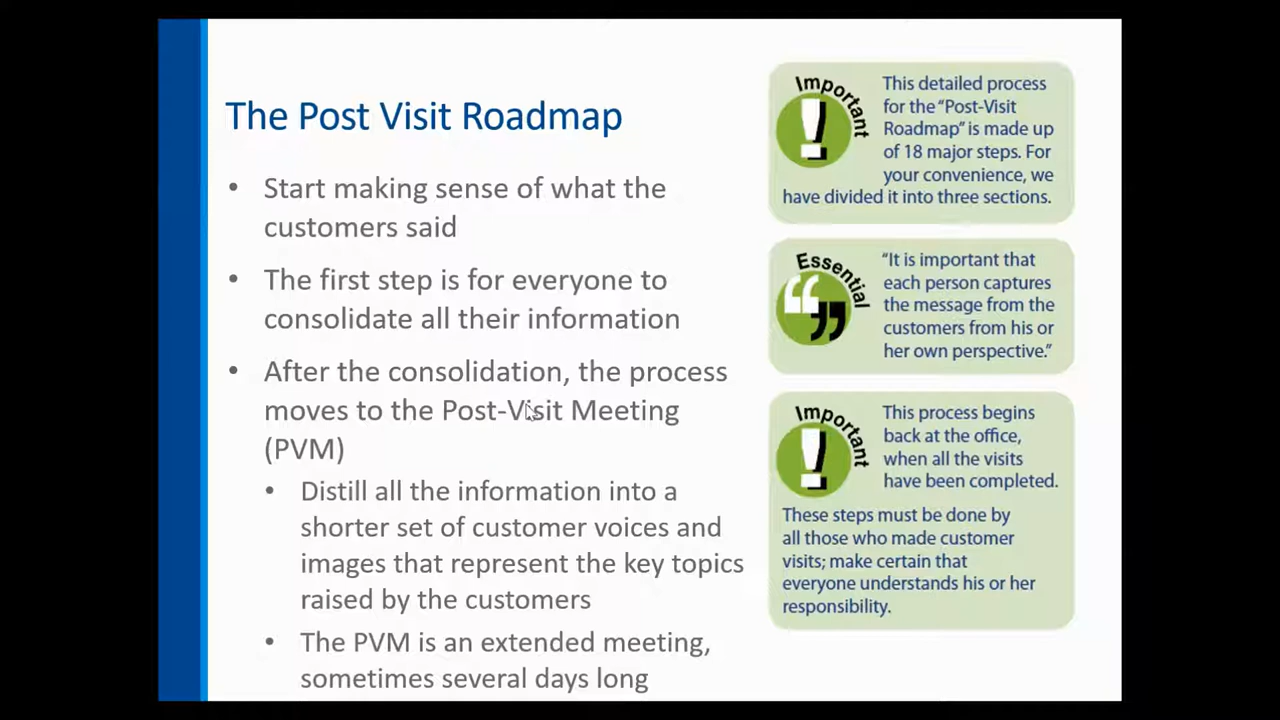 The Post Visit Roadmap
• Start making sense of what the
customers said
• The first step is for everyone to
consolidate all their information
• After the consolidation, the process
moves to the Post-Visit Meeting
(PVM)
• Distill all the information into a
shorter set of customer voices and
images that represent the key topics
raised by the customers
• The PVM is an extended meeting,
sometimes several days long
Important
This detailed process
for the “Post-Visit
Roadmap” is made up
of 18 major steps. For
your convenience, we
have divided it into three sections.
Essential
“It is important that
each person captures
the message from the
customers from his or
her own perspective.”
Important
This process begins
back at the office,
when all the visits
have been completed.
These steps must be done by
all those who made customer
visits; make certain that
everyone understands his or her
responsibility.